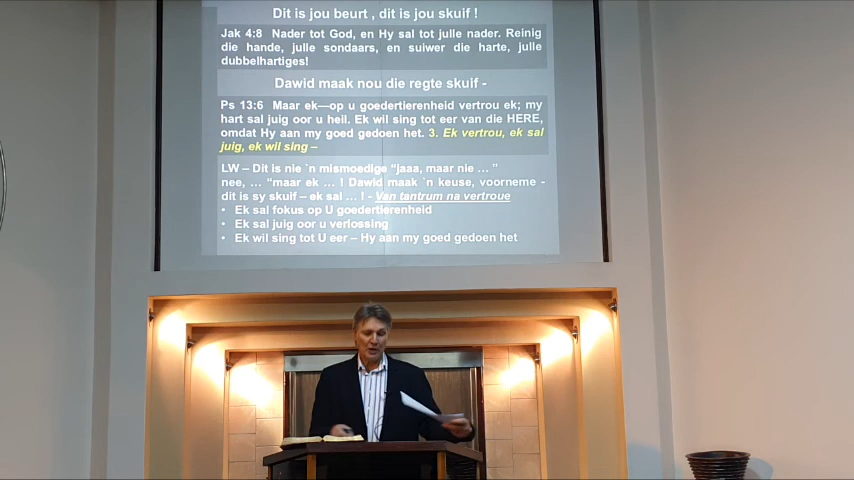 Dit is jou beurt , dit is jou skuif !
Jak 4:8 Nader tot God, en Hy sal tot julle nader. Reinig
die hande, julle sondaars, en suiwer die harte, julle
dubbelhartiges!
Dawid maak nou die regte skuif -
Ps 13:6 Maar ek—op u goedertierenheid vertrou ek; my
hart sal juig oor u heil. Ek wil sing tot eer van die HERE,
omdat Hy aan my goed gedoen het. 3. Ek vertrou, ek sal
juig, ek wil sing –
LW – Dit is nie `n mismoedige “jaaa, maar nie … ”
nee, … “maar ek … ! Dawid maak `n keuse, voorneme -
dit is sy skuif – ek sal … ! - Van tantrum na vertroue
• Ek sal fokus op U goedertierenheid
• Ek sal juig oor u verlossing
• Ek wil sing tot U eer – Hy aan my goed gedoen het